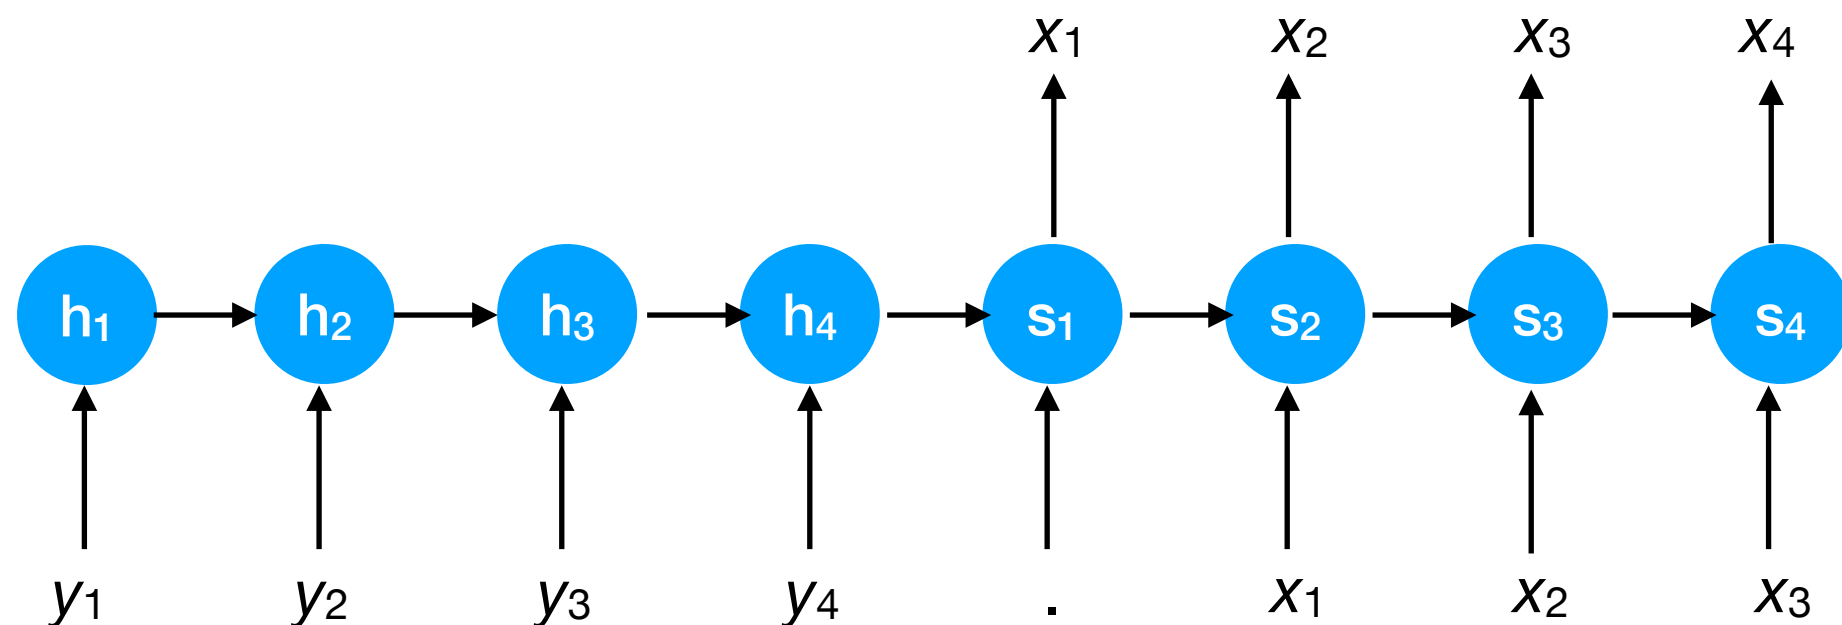 x1 x2 x3 x4
h1 h2 h3 h4 s1 s2 s3 s4
y1 y2 y3 y4 . x1 x2 x3